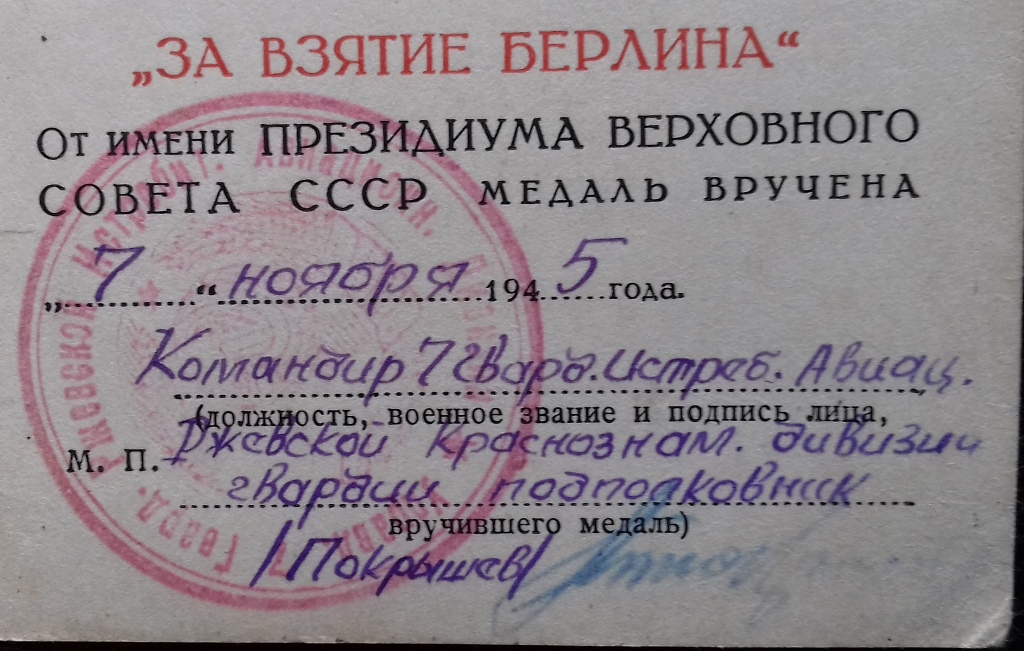 „ЗА ВЗЯТИЕ БЕРЛИНА“
От имени ПРЕЗИДИУМА ВЕРХОВНОГО
СОВЕТА СССР МЕДАЛЬ ВРУЧЕНА
„ 7 “ ноября 1945 года.
Командир 7 Гвард. Истреб. Авиац.
(должность, военное звание и подпись лица,
М. П. Ржевской Краснознам. дивизии
гвардии подполковник
вручившего медаль)
/Покрышев/